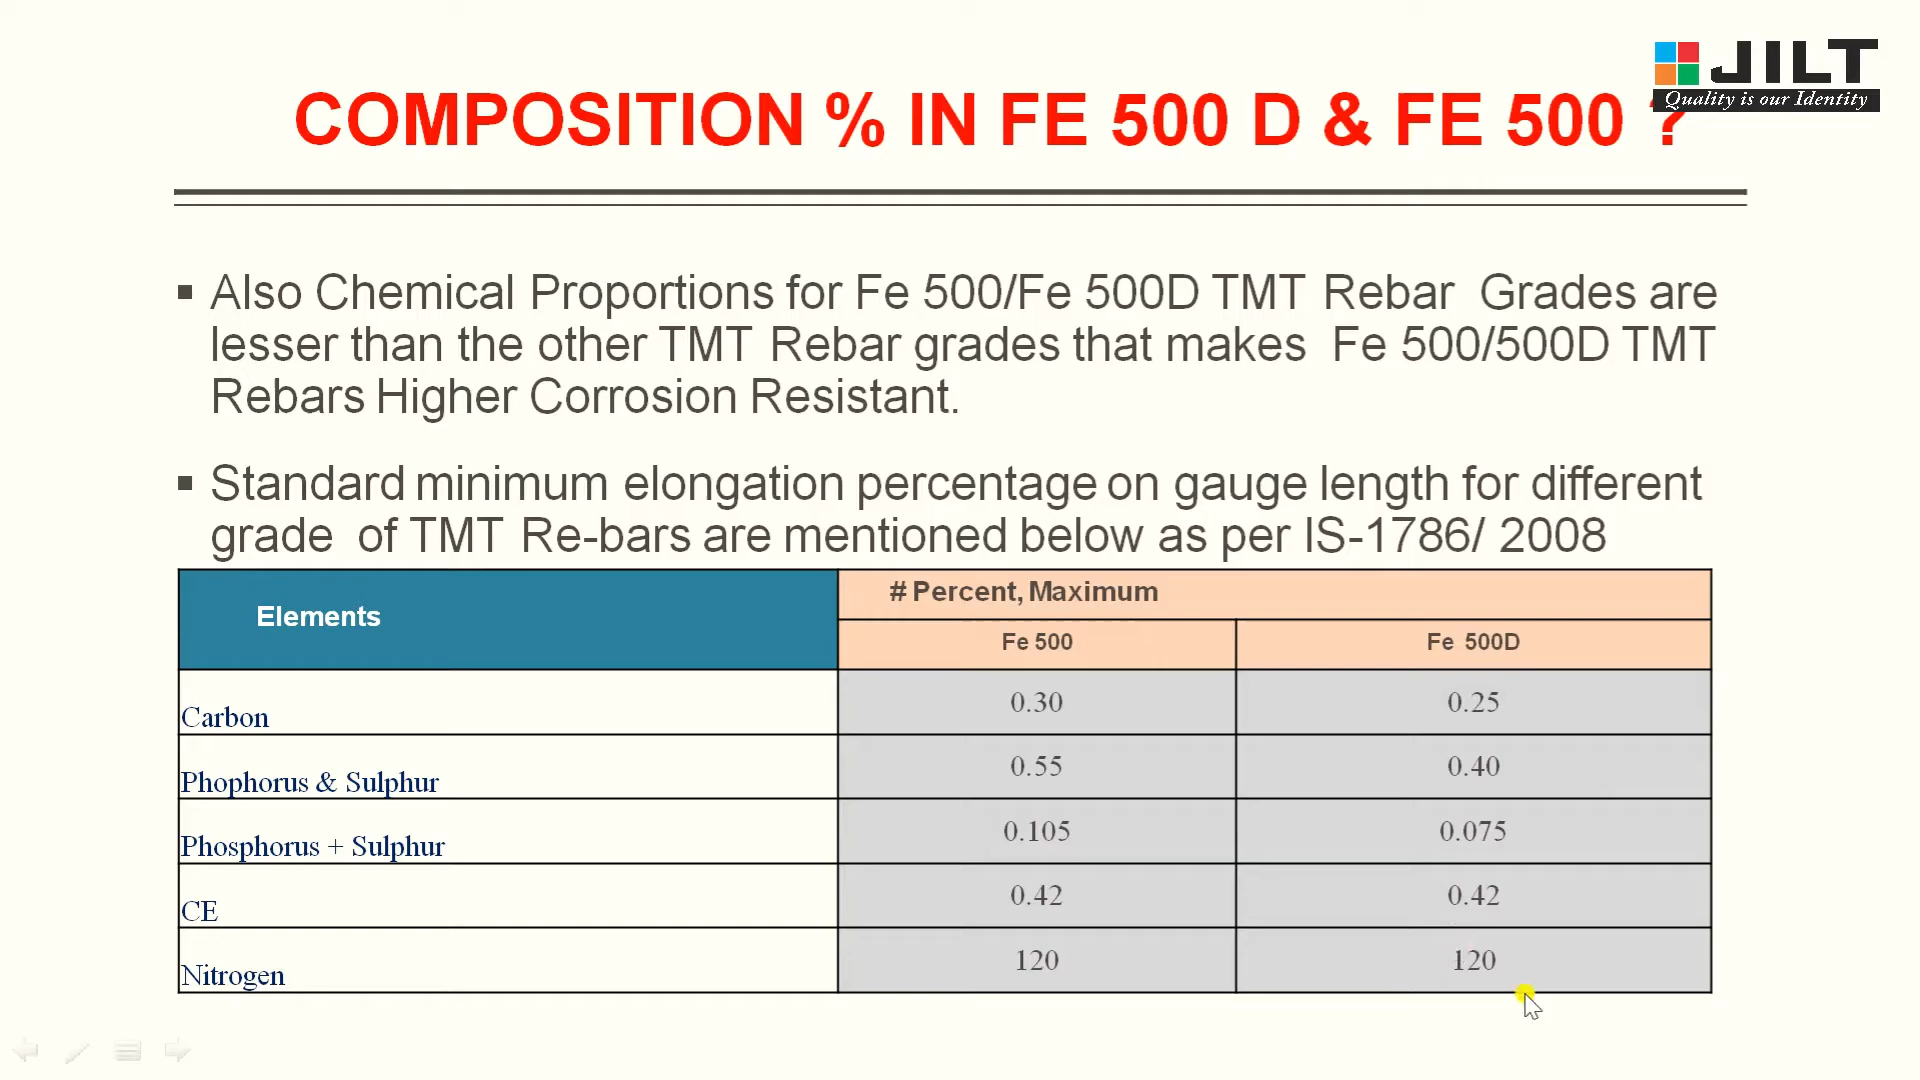 JILT
Quality is our Identity
COMPOSITION % IN FE 500 D & FE 500 ?
Also Chemical Proportions for Fe 500/Fe 500D TMT Rebar Grades are
lesser than the other TMT Rebar grades that makes Fe 500/500D TMT
Rebars Higher Corrosion Resistant.
Standard minimum elongation percentage on gauge length for different
grade of TMT Re-bars are mentioned below as per IS-1786/ 2008
Elements
# Percent, Maximum
Fe 500 Fe 500D
Carbon 0.30 0.25
Phophorus & Sulphur 0.55 0.40
Phosphorus + Sulphur 0.105 0.075
CE 0.42 0.42
Nitrogen 120 120